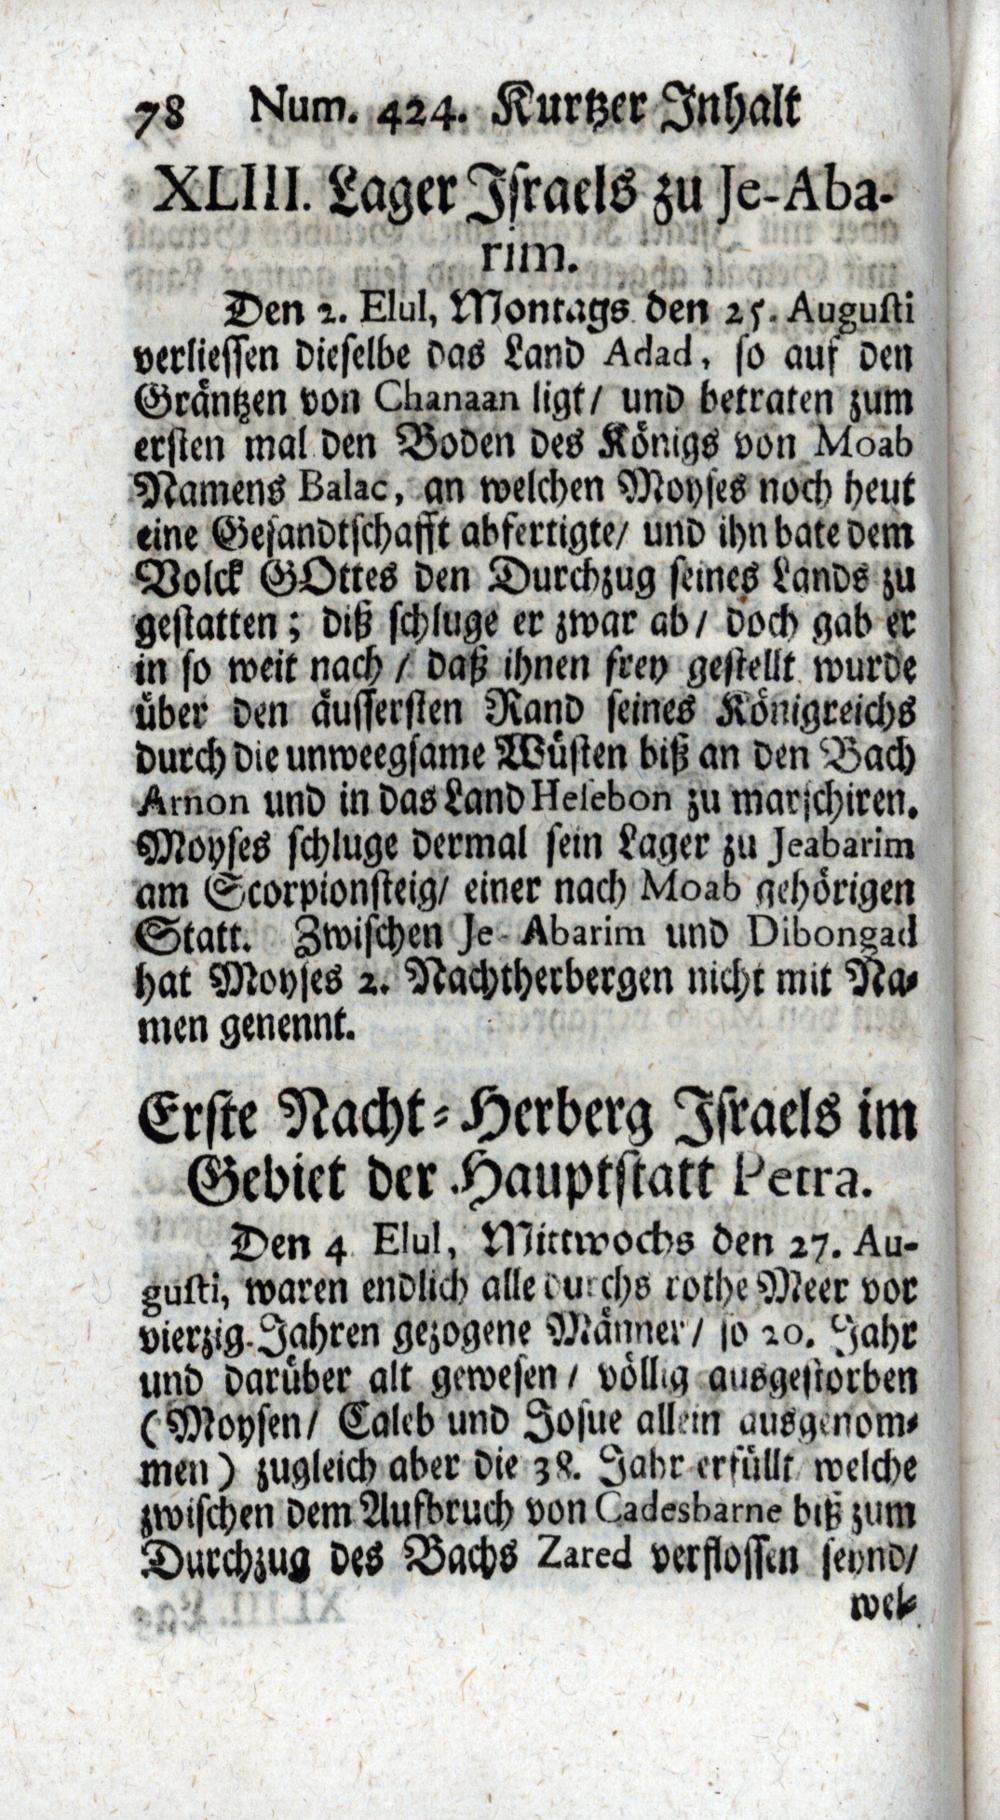 78 Num. 424. Kurtzer Inhalt
XLIII. Lager Israels zu Je-Aba-
rim.
Den 2. Elul, Montags den 25. Augusti
verliessen dieselbe das Land Adad, so auf den
Gräntzen von Chanaan ligt/ und betraten zum
ersten mal den Boden des Königs von Moab
Namens Balac, an welchen Moyses noch heut
eine Gesandtschafft abfertigte/ und ihn bate dem
Volck GOttes den Durchzug seines Lands zu
gestatten; diß schluge er zwar ab/ doch gab er
in so weit nach/ daß ihnen frey gestellt wurde
über den äussersten Rand seines Königreichs
durch die unweegsame Wüsten biß an den Bach
Arnon und in das Land Hesebon zu marschiren.
Moyses schluge dermal sein Lager zu Jeabarim
am Scorpionsteig/ einer nach Moab gehörigen
Statt. Zwischen Je-Abarim und Dibongad
hat Moyses 2. Nachtherbergen nicht mit Na-
men genennt.
Erste Nacht-Herberg Israels im
Gebiet der Hauptstatt Petra.
Den 4 Elul, Mittwochs den 27. Au-
gusti, waren endlich alle durchs rothe Meer vor
vierzig Jahren gezogene Männer/ so 20. Jahr
und darüber alt gewesen/ völlig ausgestorben
(Moysen/ Caleb und Josue allein ausgenom-
men) zugleich aber die 38. Jahr erfüllt welche
zwischen dem Aufbruch von Cadesbarne biß zum
Durchzug des Bachs Zared verflossen seynd/
wel-